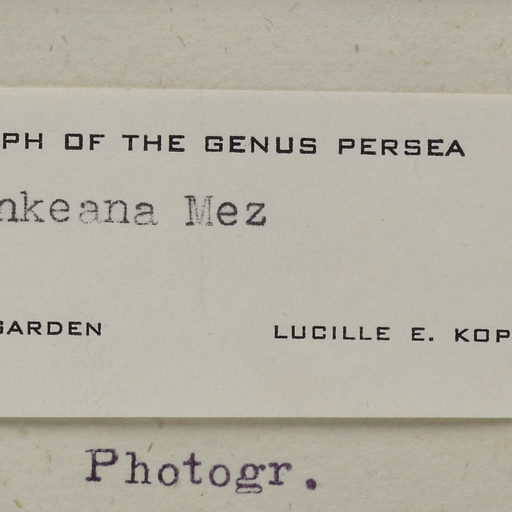 PH OF THE GENUS PERSEA
nkeana Mez
GARDEN
LUCILLE E. KOP
Photogr.